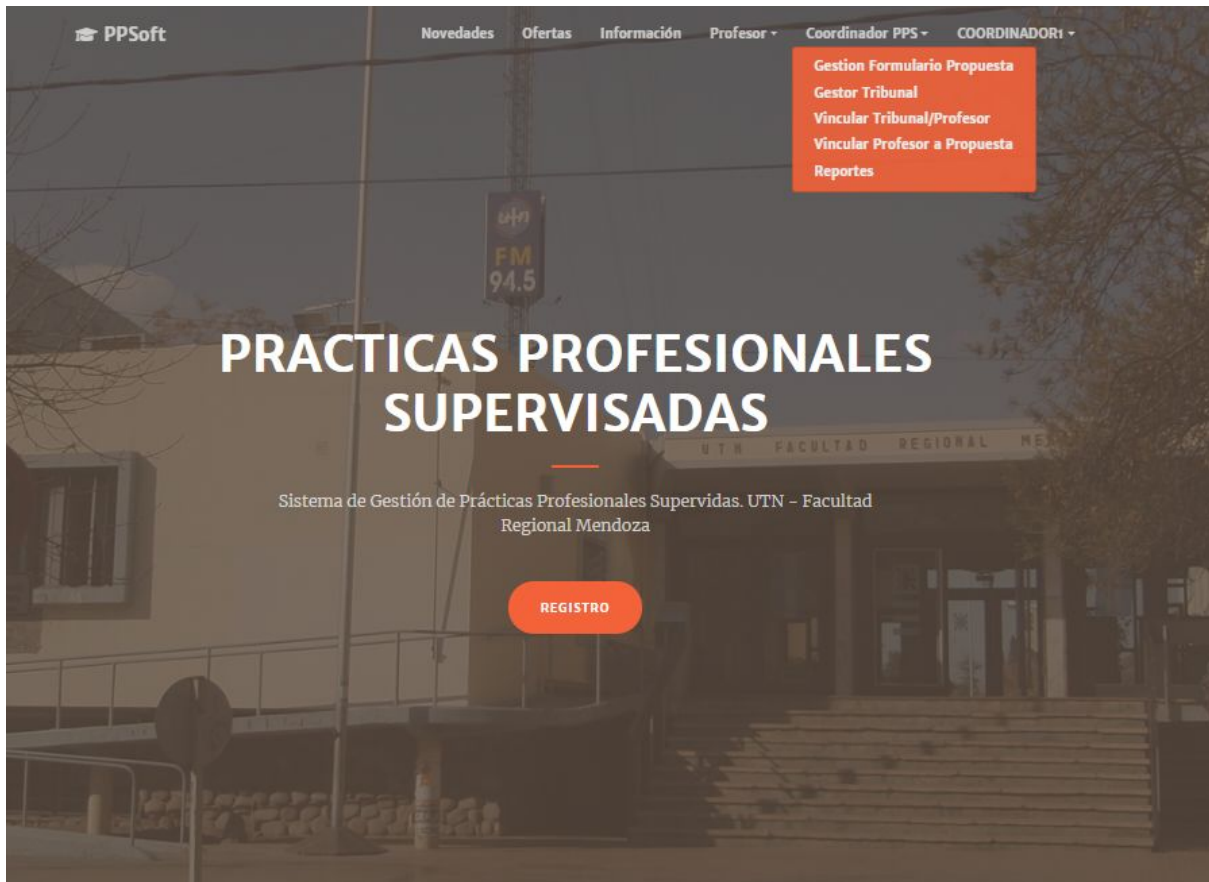 PPSoft
Novedades Ofertas Información Profesor Coordinador PPS COORDINADOR1
Gestion Formulario Propuesta
Gestor Tribunal
Vincular Tribunal/Profesor
Vincular Profesor a Propuesta
Reportes
utn
FM
94.5
PRACTICAS PROFESIONALES
SUPERVISADAS
UTN FACULTAD REGIONAL ME
Sistema de Gestión de Prácticas Profesionales Supervidas. UTN – Facultad
Regional Mendoza
REGISTRO